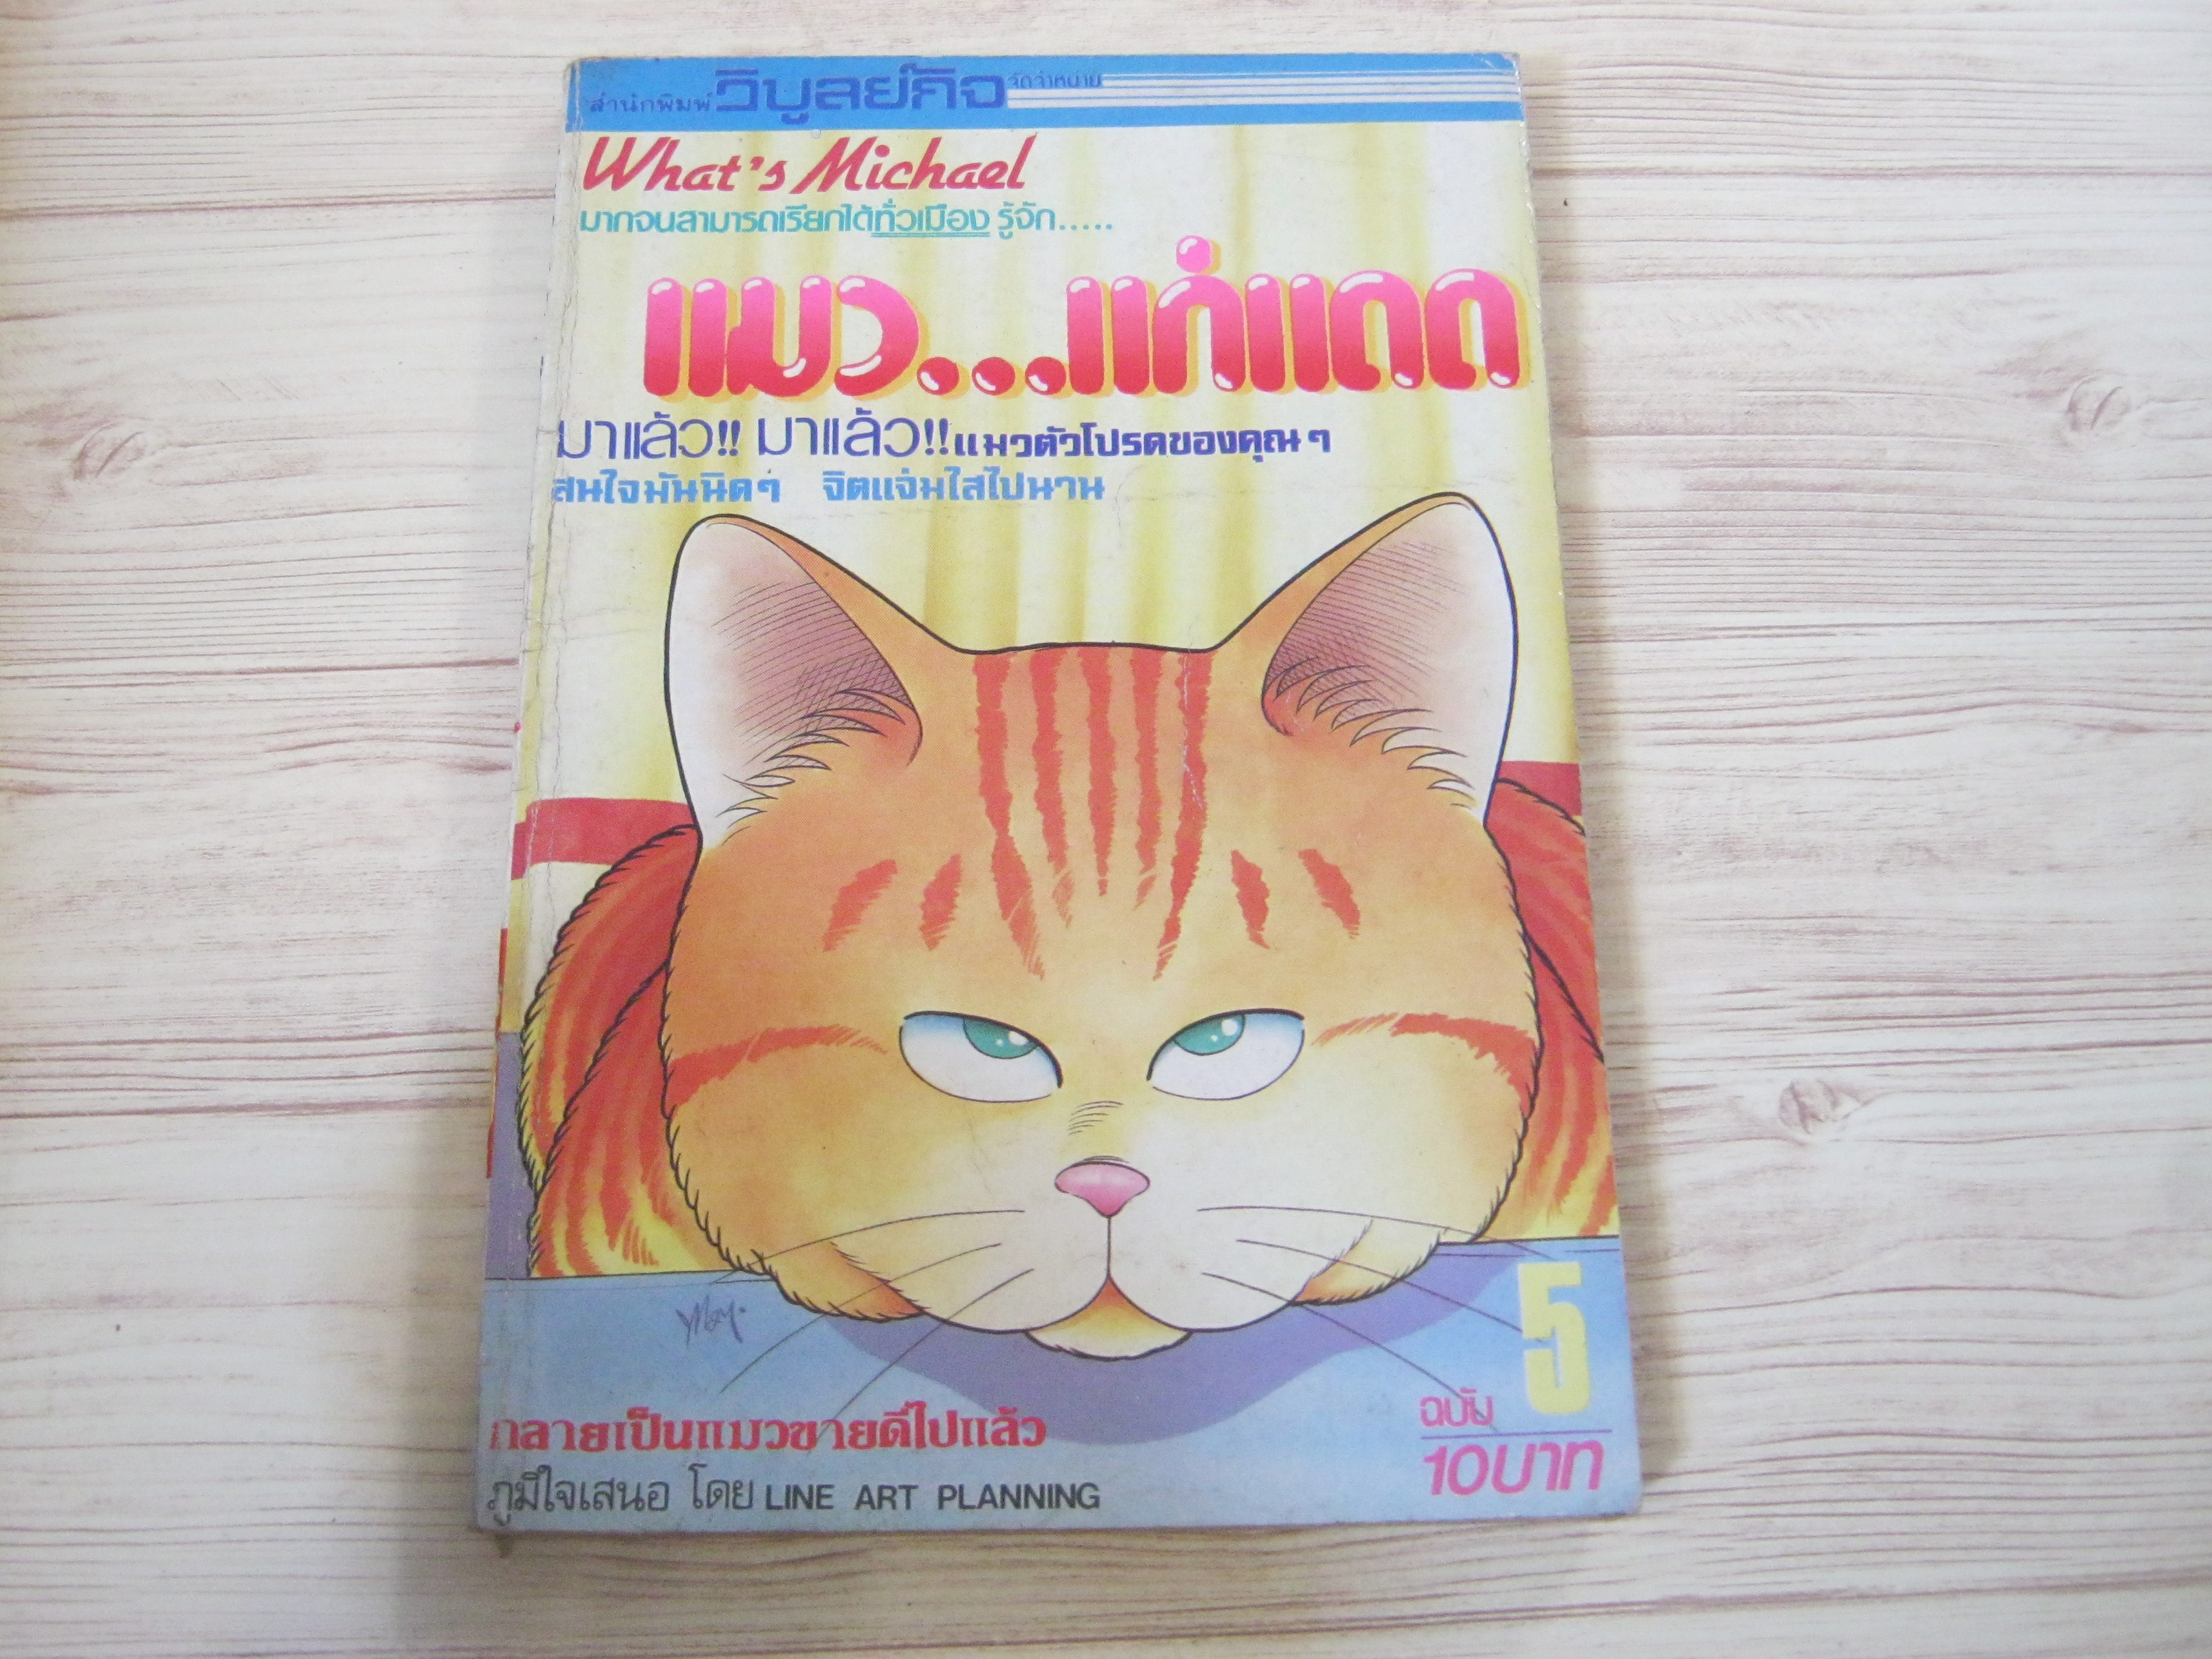 สำนักพิมพ์ วิบูลย์กิจ จัดจำหน่าย
What's Michael
มากจนสามารถเรียกได้ทั่วเมือง รู้จัก.....
แมว...แก่แดด
มาแล้ว!! มาแล้ว!! แมวตัวโปรดของคุณๆ
สนใจมันนิดๆ จิตแจ่มใสไปนาน
กลายเป็นแมวขายดีไปแล้ว
ภูมิใจเสนอ โดย LINE ART PLANNING
ฉบับ 5
10บาท